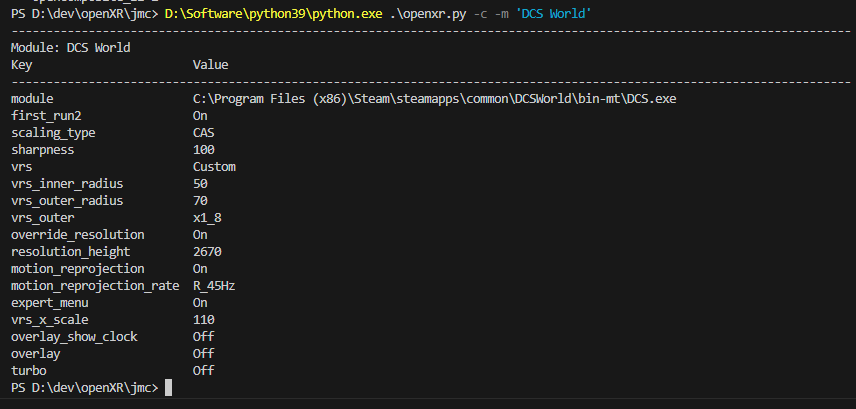 PS D:\dev\openXR\jmc> D:\Software\python39\python.exe .\openxr.py -c -m 'DCS World'
---------------------------------------------------------------------------------------------------------------------
Module: DCS World
Key                      Value
---------------------------------------------------------------------------------------------------------------------
module                   C:\Program Files (x86)\Steam\steamapps\common\DCSWorld\bin-mt\DCS.exe
first_run2               On
scaling_type             CAS
sharpness                100
vrs                      Custom
vrs_inner_radius         50
vrs_outer_radius         70
vrs_outer                x1_8
override_resolution      On
resolution_height        2670
motion_reprojection      On
motion_reprojection_rate R_45Hz
expert_menu              On
vrs_x_scale              110
overlay_show_clock       Off
overlay                  Off
turbo                    Off
PS D:\dev\openXR\jmc>